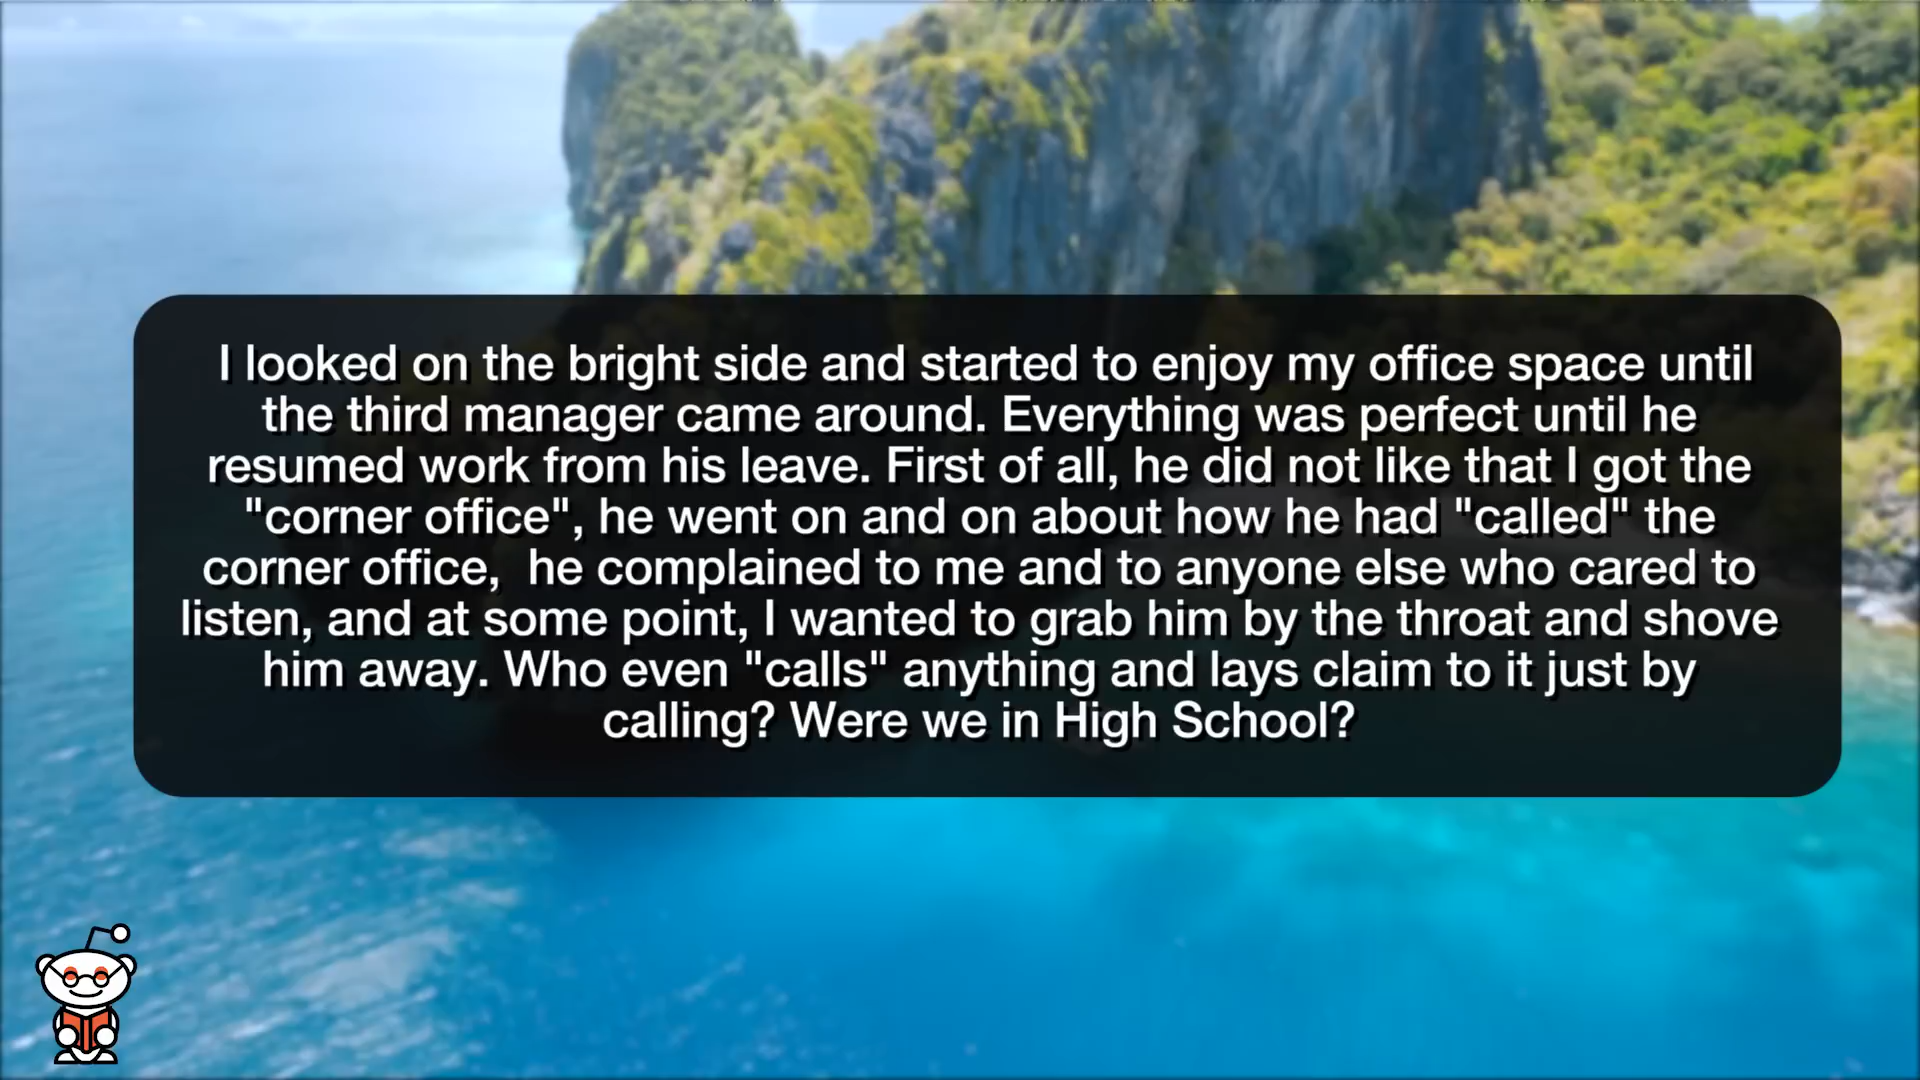 I looked on the bright side and started to enjoy my office space until
the third manager came around. Everything was perfect until he
resumed work from his leave. First of all, he did not like that I got the
"corner office", he went on and on about how he had "called" the
corner office,  he complained to me and to anyone else who cared to
listen, and at some point, I wanted to grab him by the throat and shove
him away. Who even "calls" anything and lays claim to it just by
calling? Were we in High School?